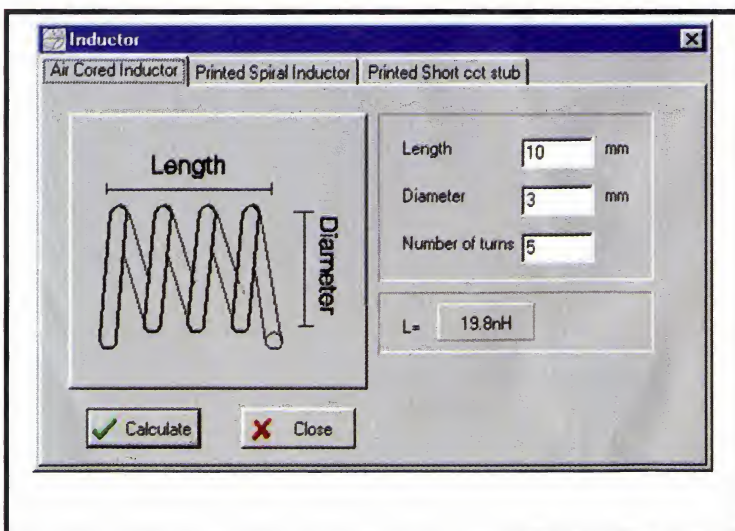 Inductor
Air Cored Inductor Printed Spiral Inductor Printed Short cct stub
Length
Diameter
Length 10 mm
Diameter 3 mm
Number of turns 5
L= 19.8nH
Calculate Close